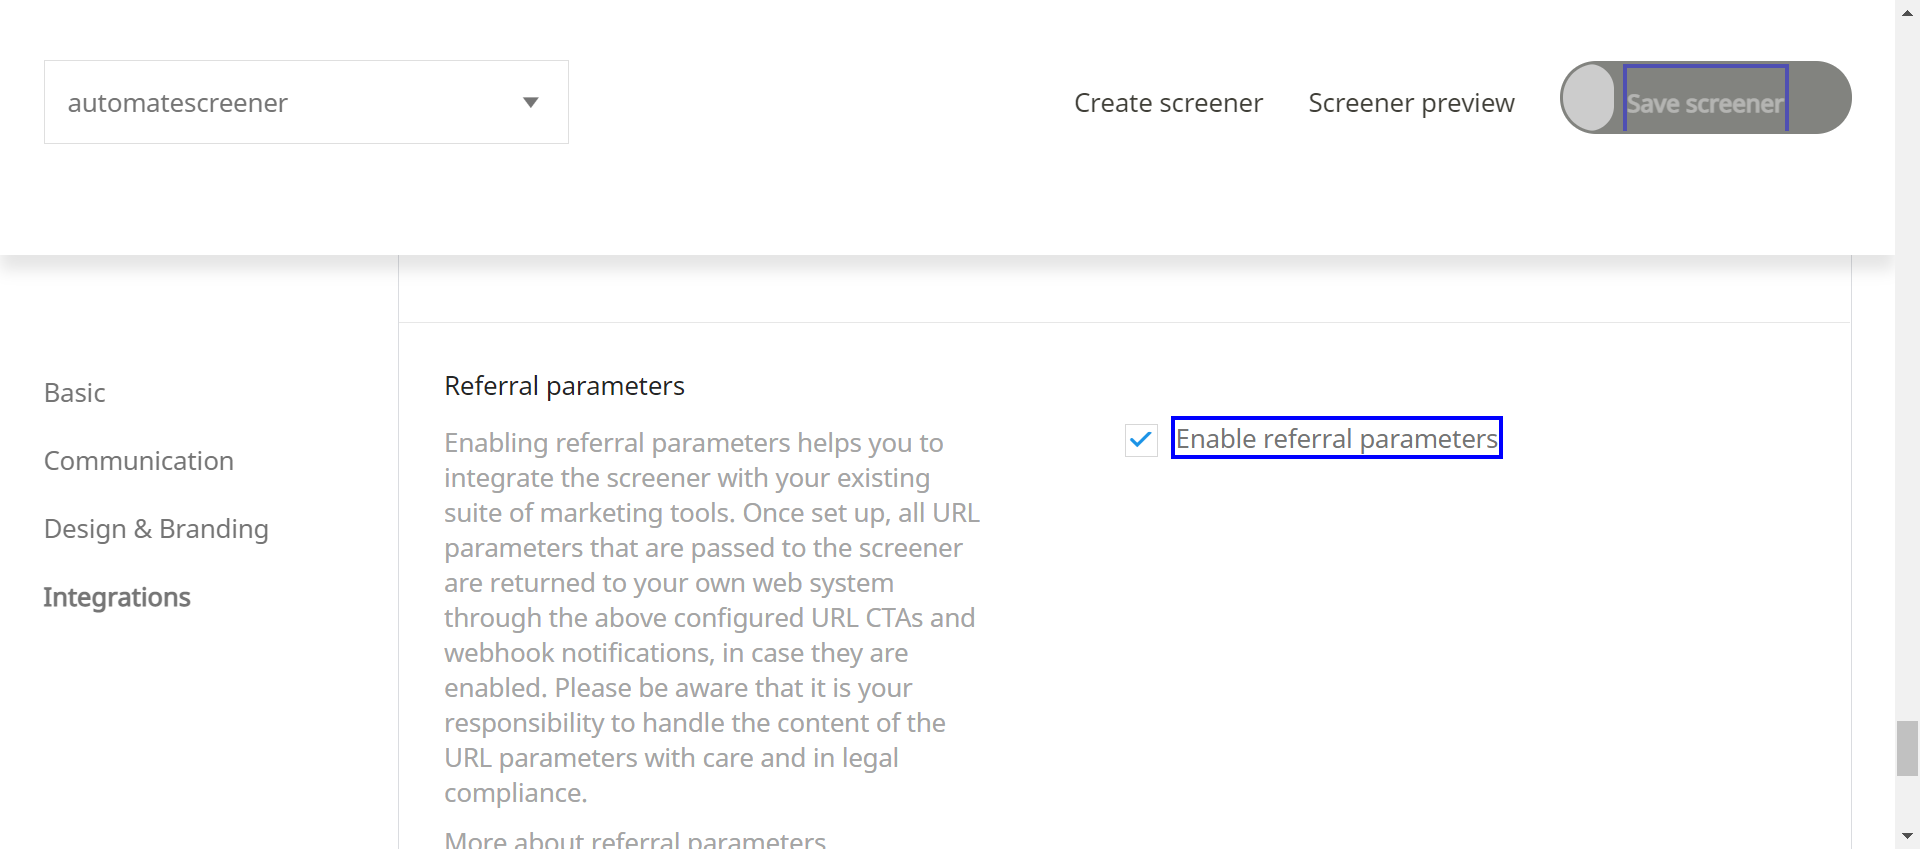 automatescreener
Create screener
Screener preview
Save screener
Basic
Communication
Design & Branding
Integrations
Referral parameters
Enabling referral parameters helps you to
integrate the screener with your existing
suite of marketing tools. Once set up, all URL
parameters that are passed to the screener
are returned to your own web system
through the above configured URL CTAs and
webhook notifications, in case they are
enabled. Please be aware that it is your
responsibility to handle the content of the
URL parameters with care and in legal
compliance.
More about referral parameters
Enable referral parameters